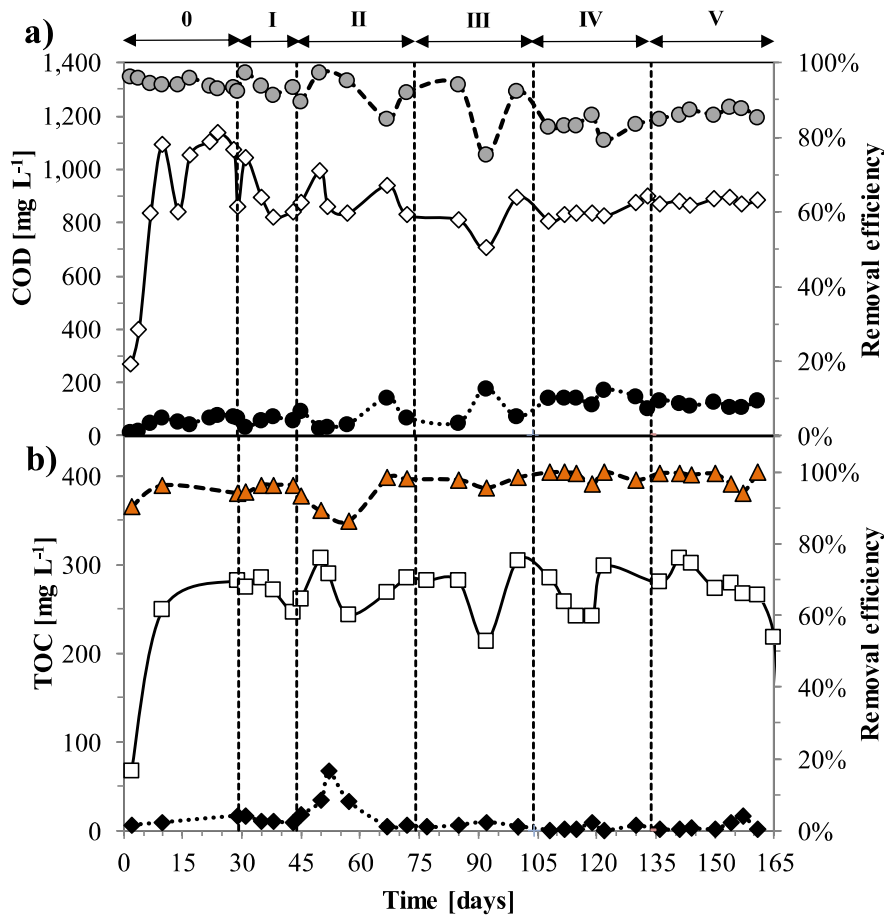 0 I II III IV V
a)
1,400
1,200
1,000
800
600
400
200
0
COD [mg L-1]
100%
80%
60%
40%
20%
0%
Removal efficiency
b)
400
300
200
100
0
TOC [mg L-1]
100%
80%
60%
40%
20%
0%
Removal efficiency
0 15 30 45 60 75 90 105 120 135 150 165
Time [days]